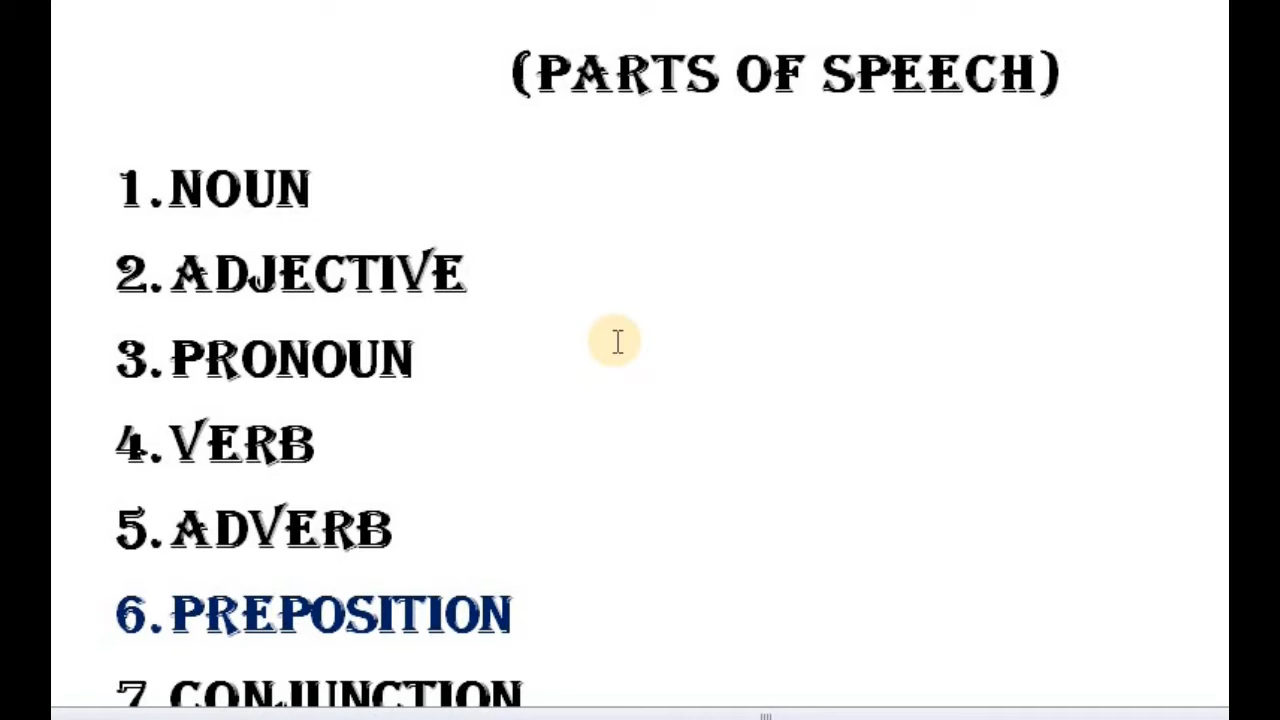 (PARTS OF SPEECH)
1. NOUN
2. ADJECTIVE
3. PRONOUN
4. VERB
5. ADVERB
6. PREPOSITION
7. CONJUNCTION